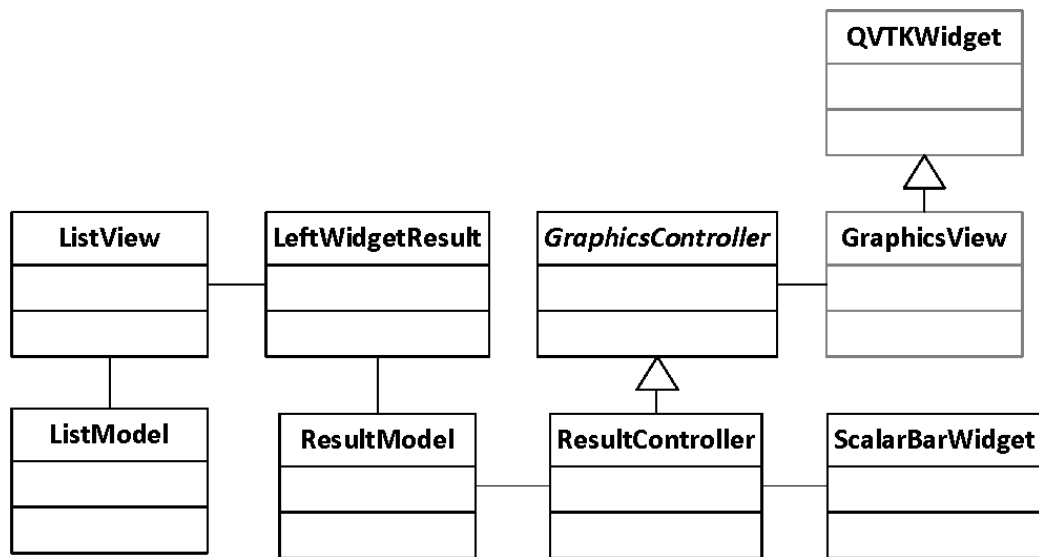 QVTKWidget
ListView
LeftWidgetResult
GraphicsController
GraphicsView
ListModel
ResultModel
ResultController
ScalarBarWidget